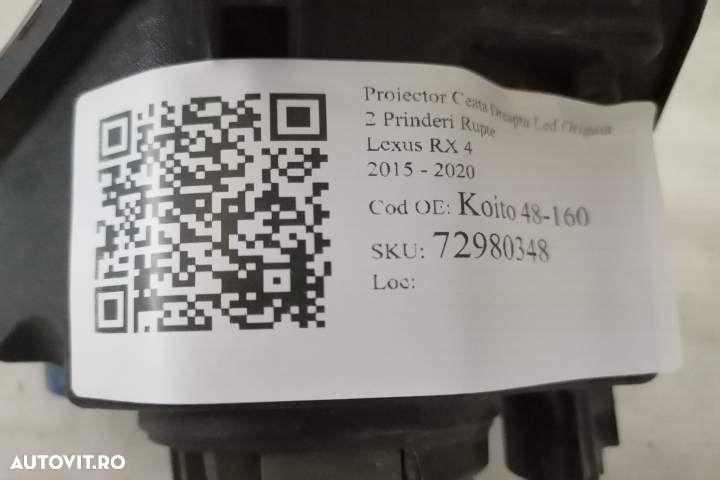 Proiector Ceata Dreapta Led Originala
2 Prinderi Rupte
Lexus RX 4
2015 - 2020
Cod OE: Koito 48-160
SKU: 72980348
Loc:
AUTOVIT.RO